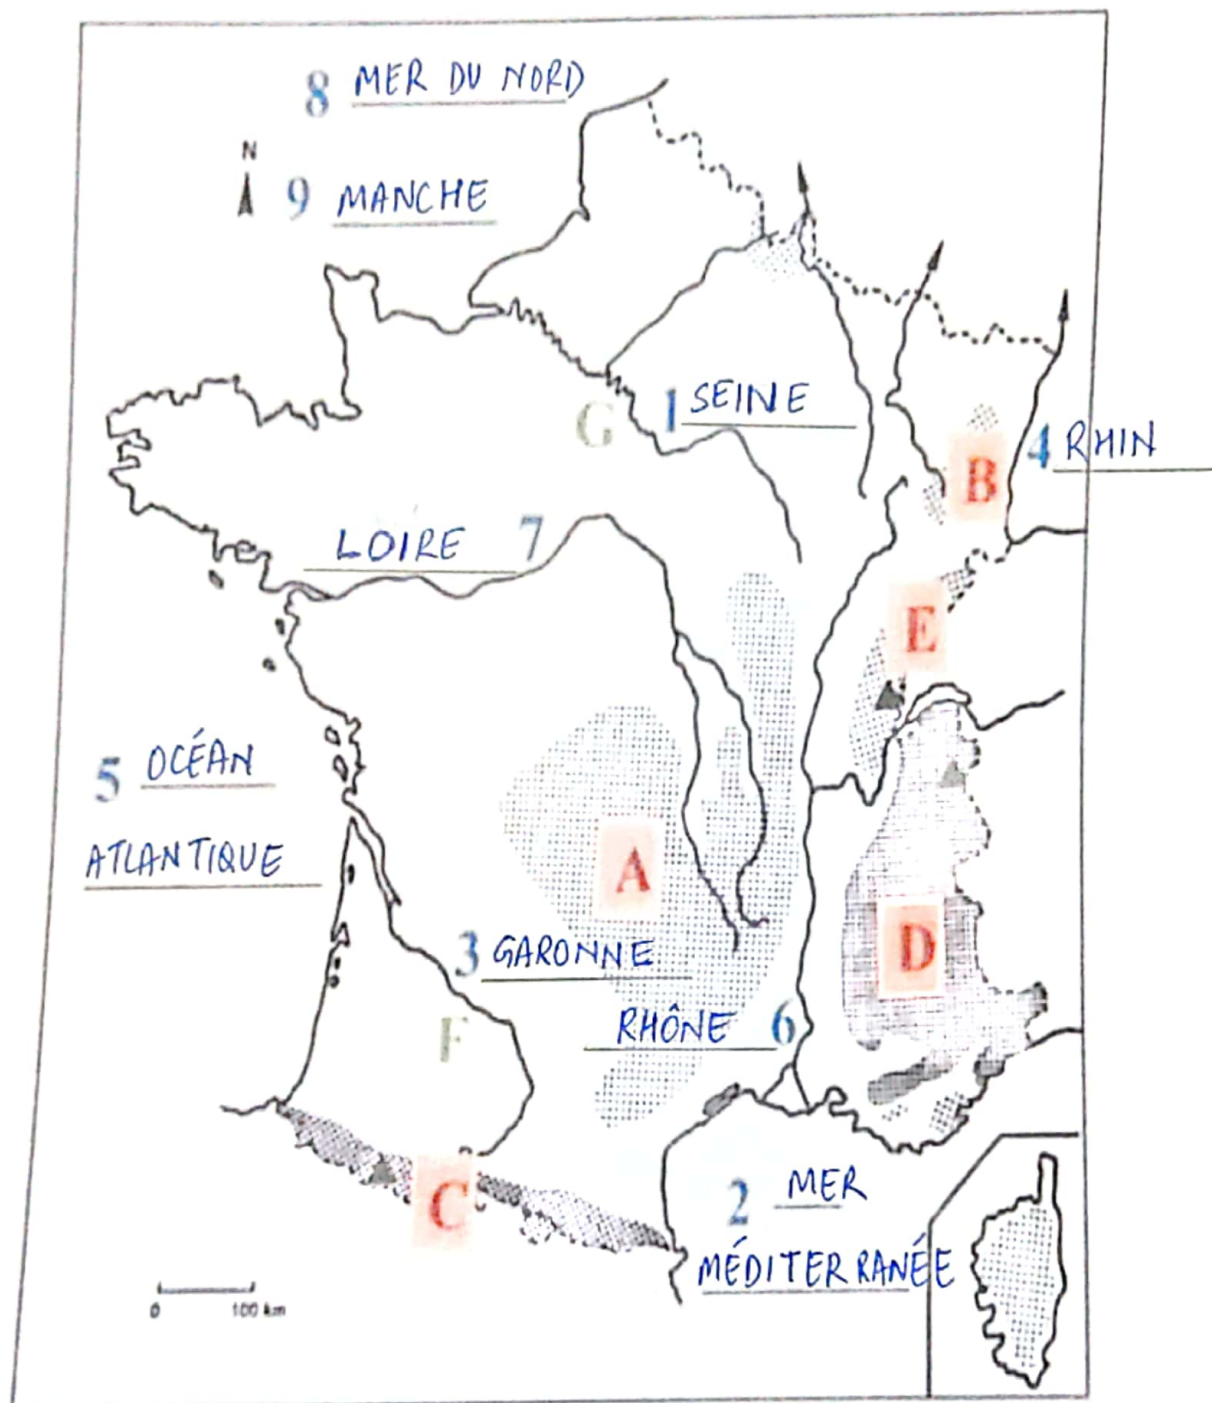 8 MER DU NORD
N
9 MANCHE
G
1 SEINE
4 RHIN
B
LOIRE 7
E
5 OCÉAN
ATLANTIQUE
A
3 GARONNE
D
RHÔNE 6
F
C
2 MER
MÉDITERRANÉE
0 100 km